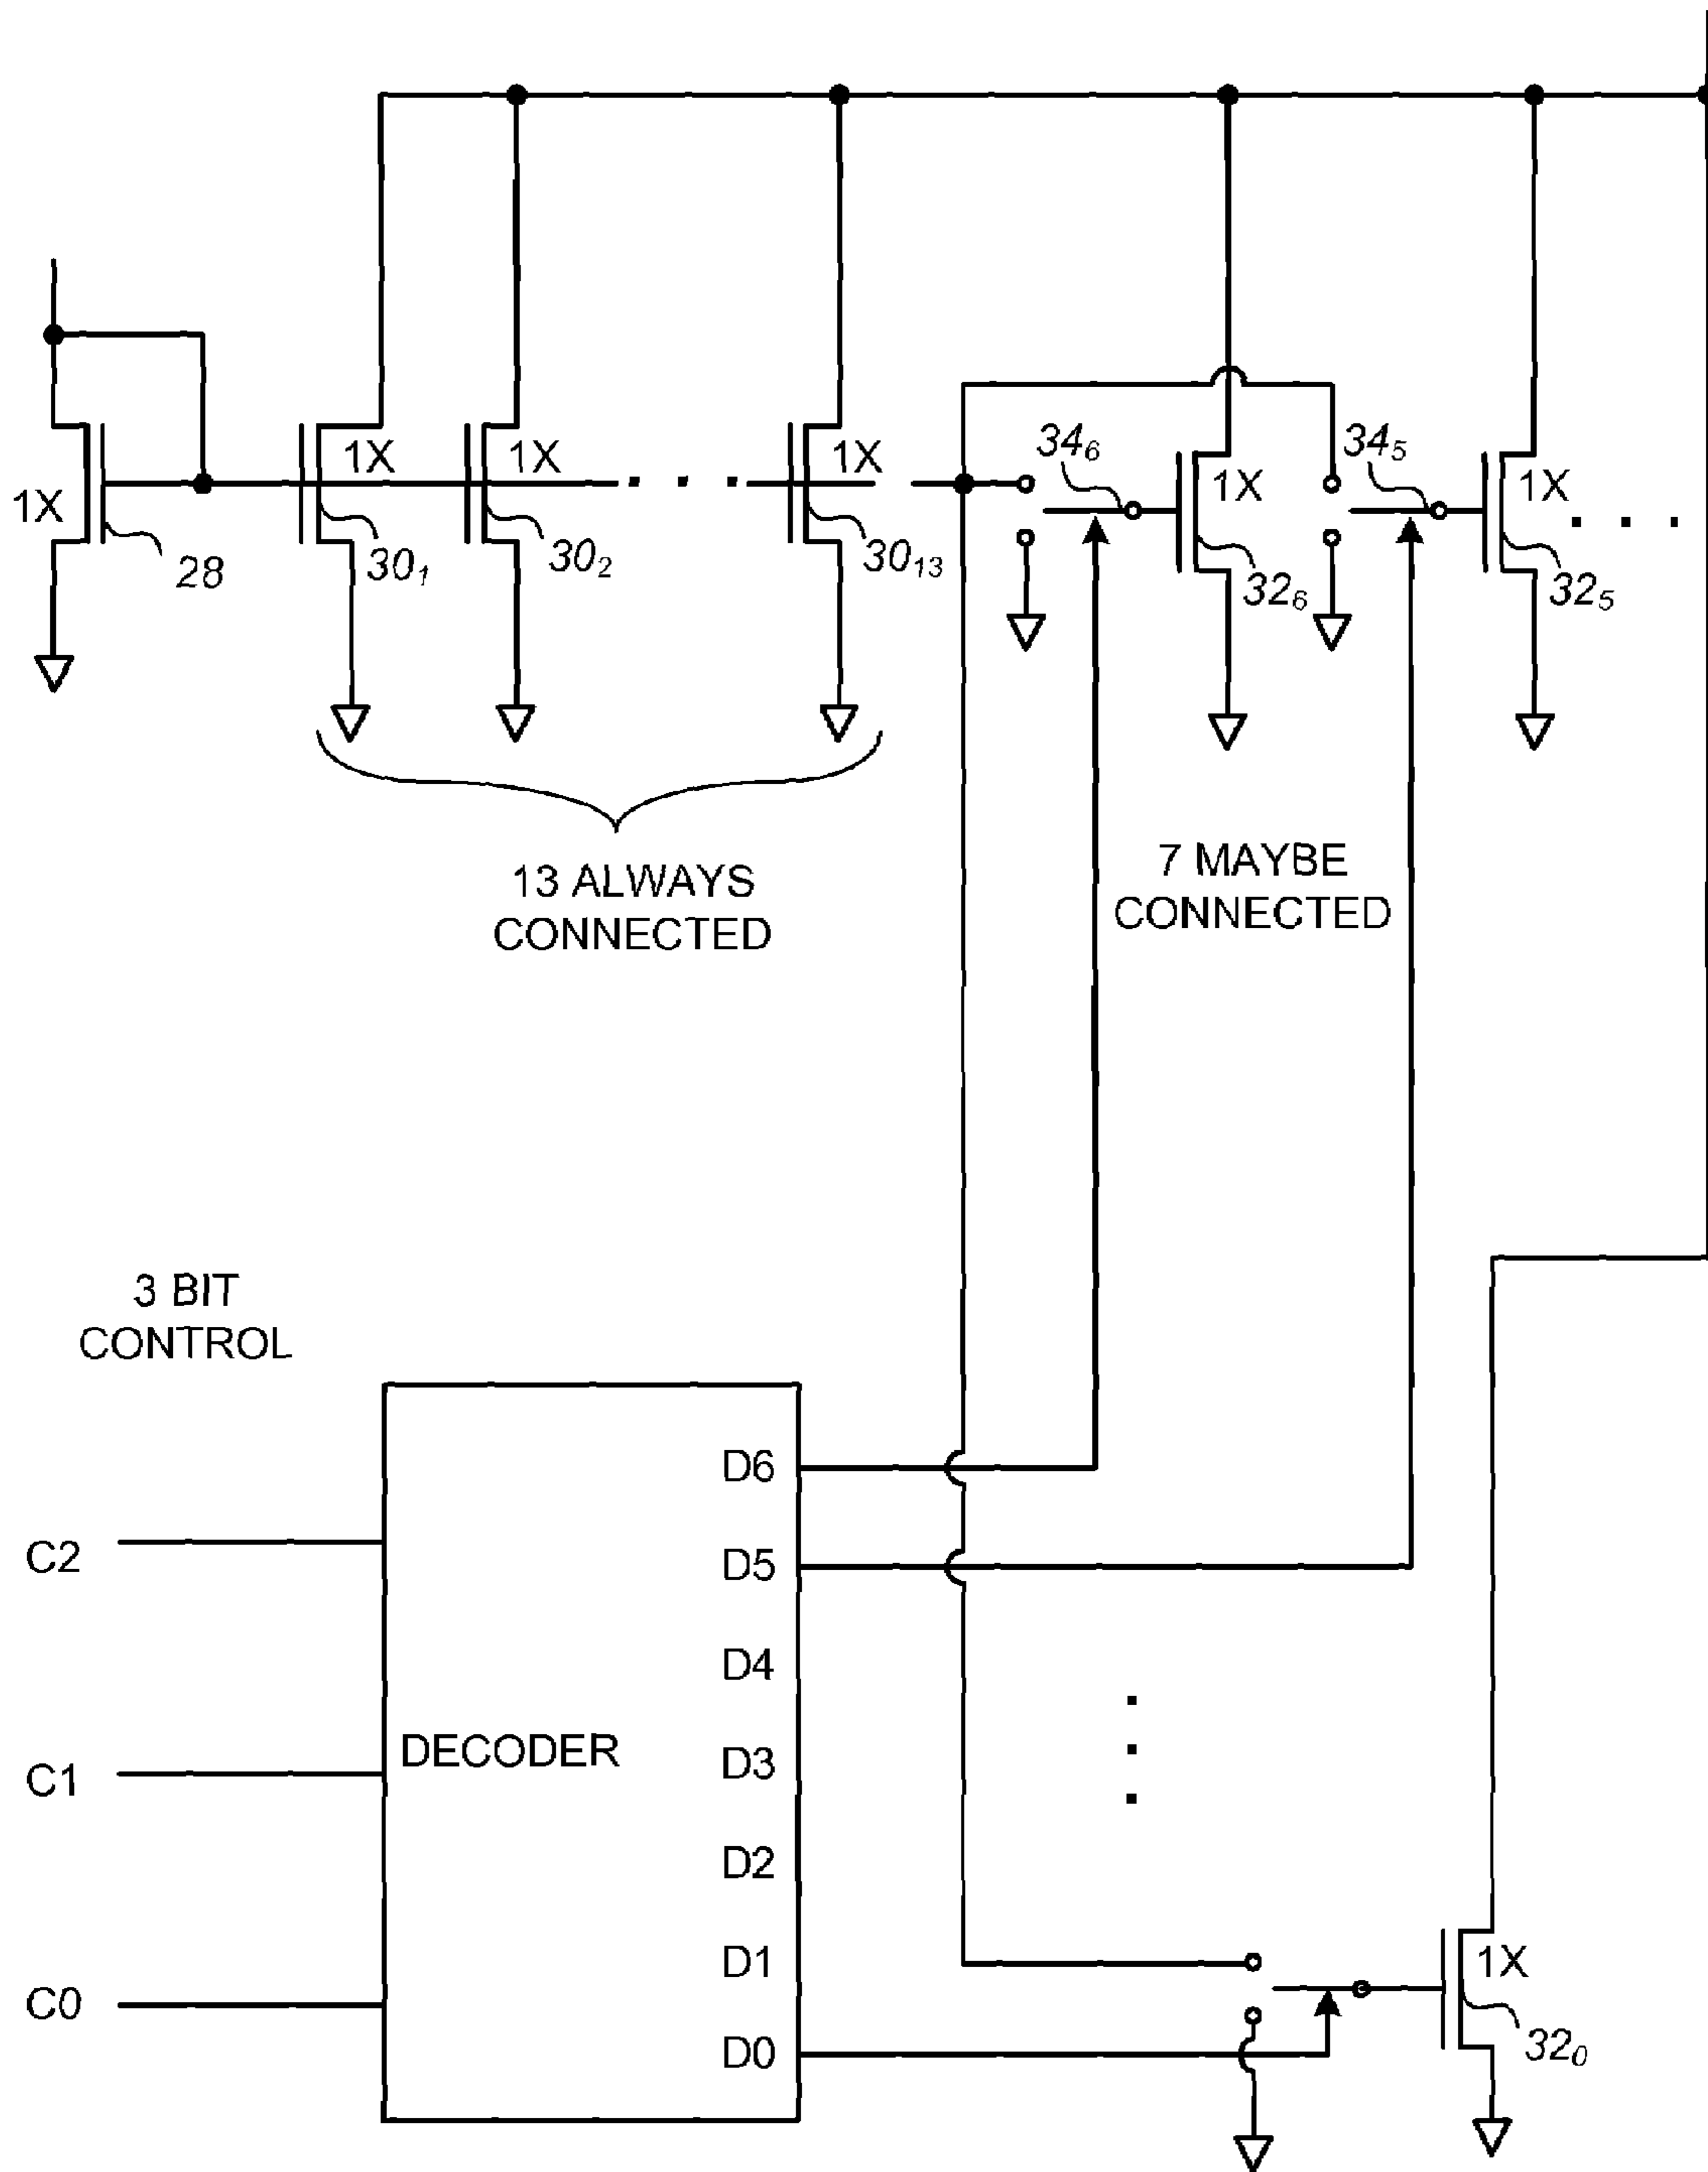 34₆
34₅
1X
1X
1X
1X
1X
1X
28
30₁
30₂
30₁₃
32₆
32₅
13 ALWAYS
CONNECTED
7 MAYBE
CONNECTED
3 BIT
CONTROL
D6
C2
D5
D4
DECODER
D3
C1
D2
D1
1X
C0
D0
32₀